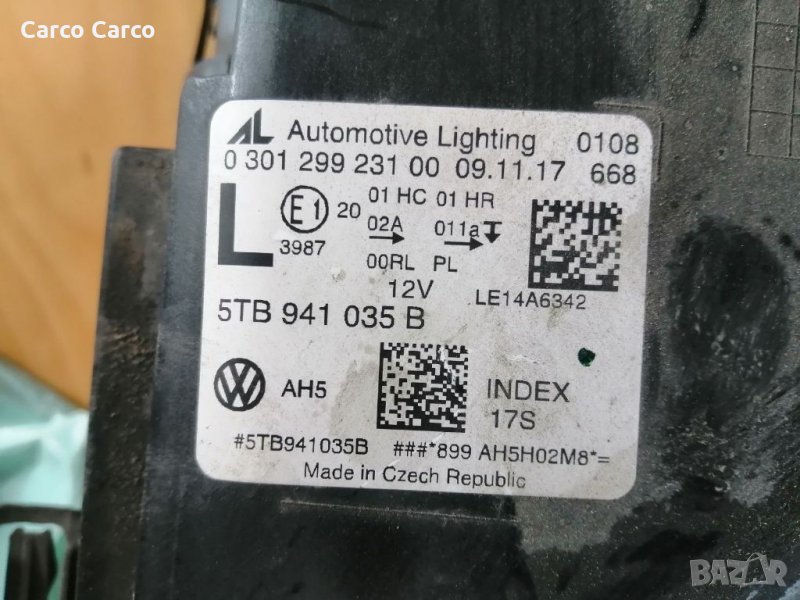 Carco Carco
AL Automotive Lighting 0108
0 301 299 231 00 09.11.17 668
L E1 20 01 HC 01 HR
3987 02A 011a
00RL PL
12V LE14A6342
5TB 941 035 B
VW AH5 INDEX
17S
#5TB941035B ###*899 AH5H02M8*=
Made in Czech Republic
BAZAR